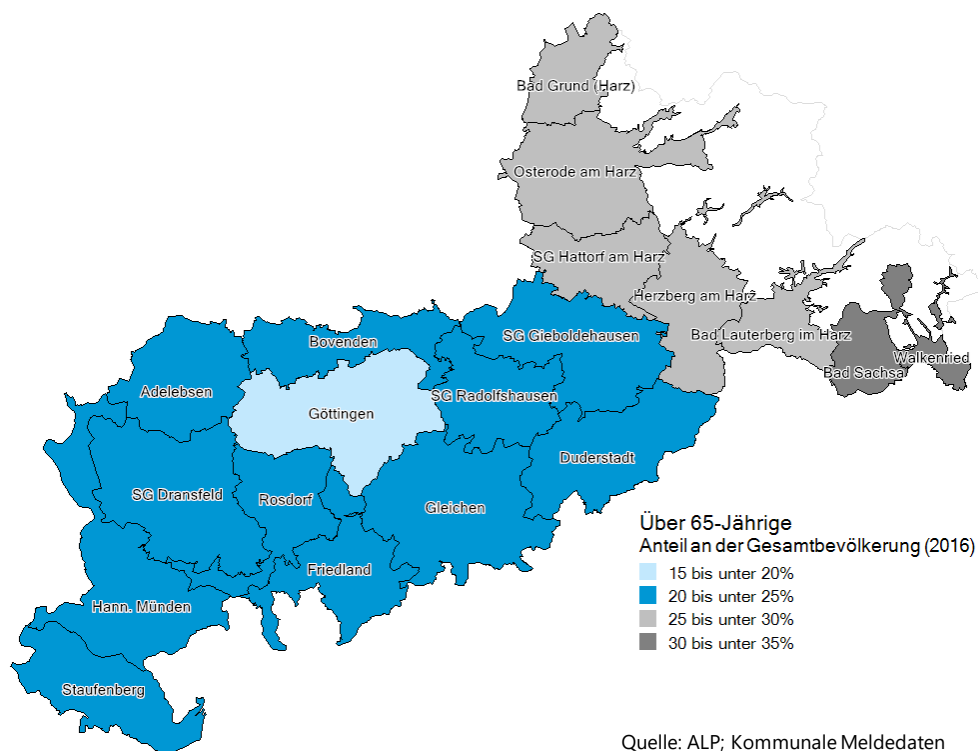 Bad Grund (Harz)
Osterode am Harz
SG Hattorf am Harz
Herzberg am Harz
SG Gieboldehausen
Bad Lauterberg im Harz
Bovenden
Walkenried
Bad Sachsa
Adelebsen
SG Radolfshausen
Göttingen
Duderstadt
SG Dransfeld
Rosdorf
Gleichen
Friedland
Hann. Münden
Staufenberg
Über 65-Jährige
Anteil an der Gesamtbevölkerung (2016)
15 bis unter 20%
20 bis unter 25%
25 bis unter 30%
30 bis unter 35%
Quelle: ALP; Kommunale Meldedaten